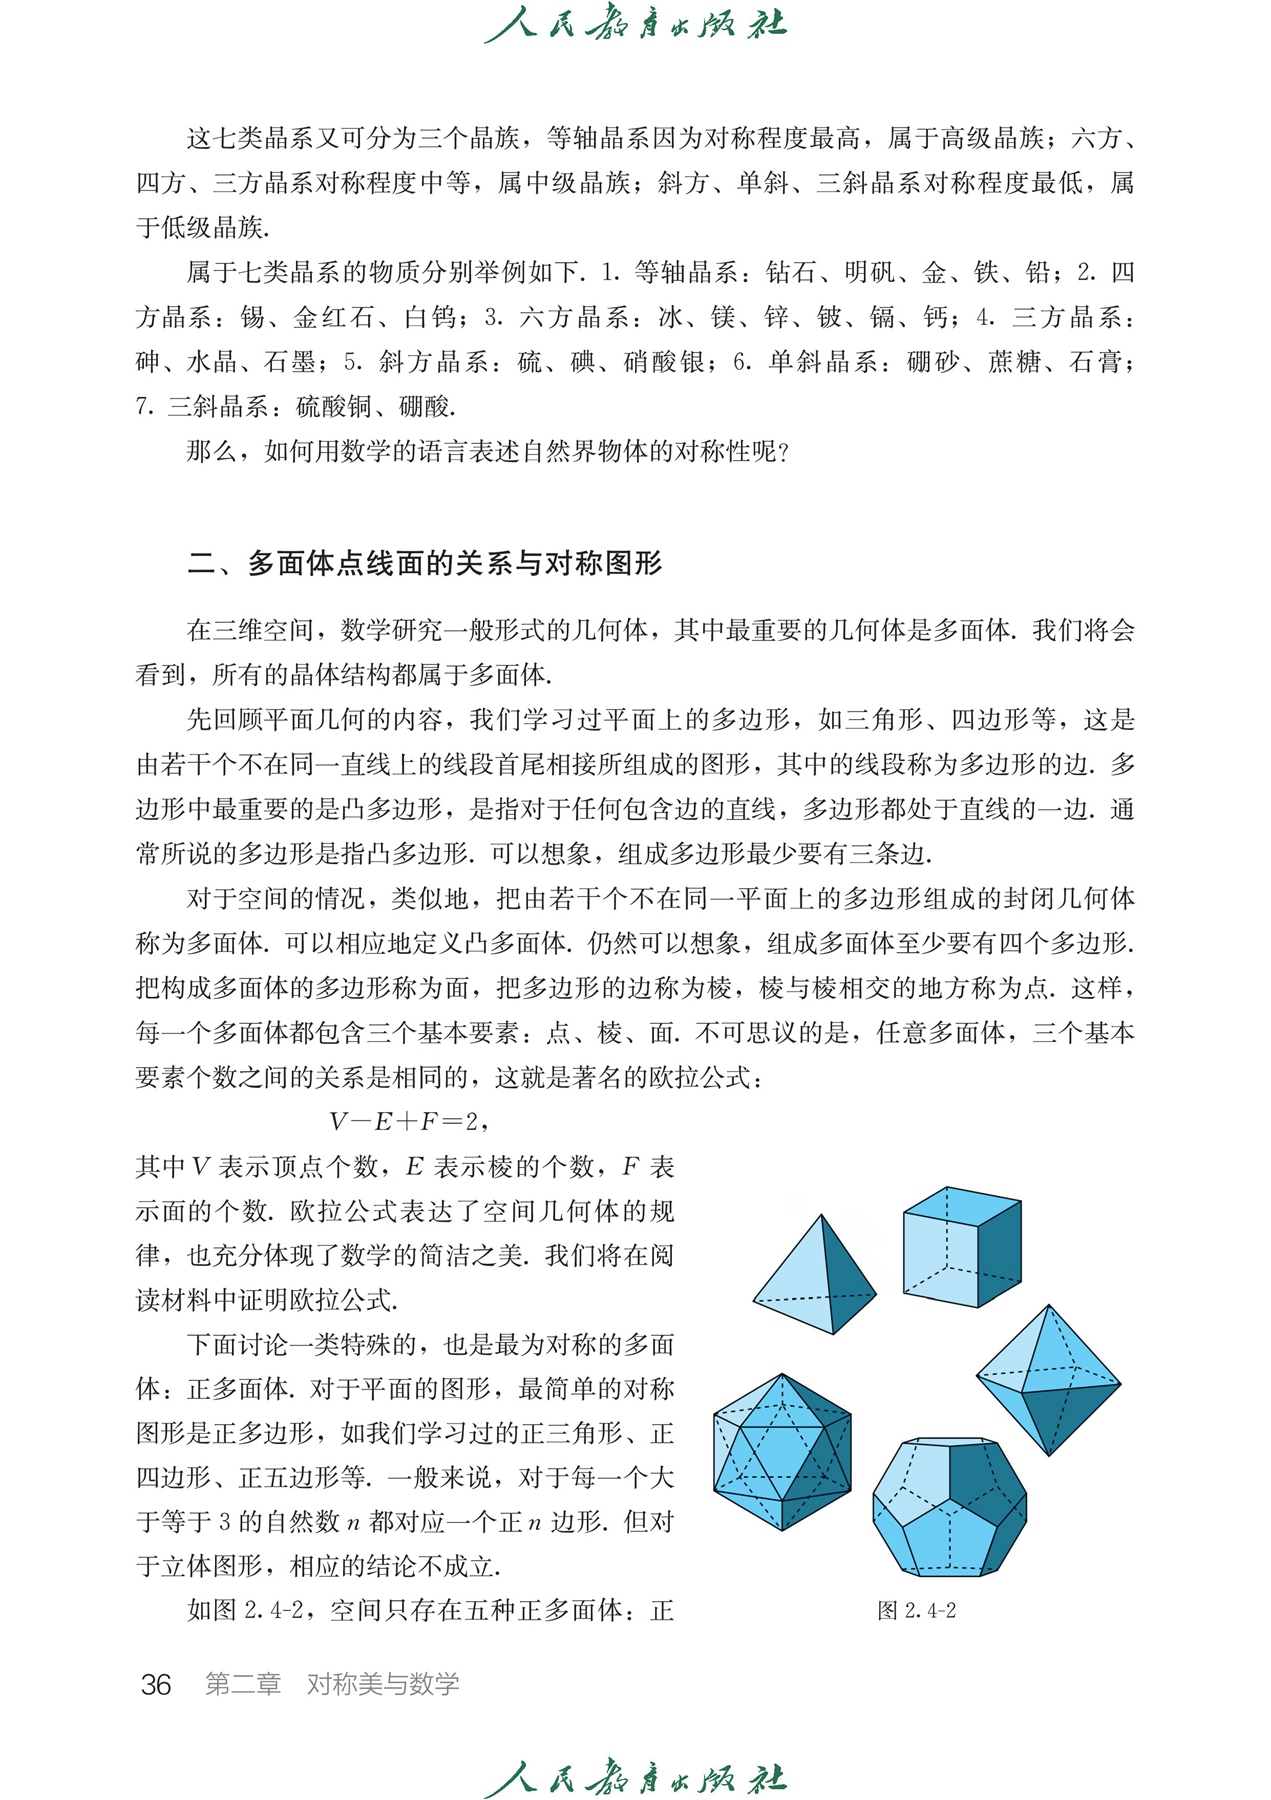 人民教育出版社
这七类晶系又可分为三个晶族，等轴晶系因为对称程度最高，属于高级晶族；六方、
四方、三方晶系对称程度中等，属中级晶族；斜方、单斜、三斜晶系对称程度最低，属
于低级晶族.
属于七类晶系的物质分别举例如下. 1. 等轴晶系：钻石、明矾、金、铁、铅；2. 四
方晶系：锡、金红石、白钨；3. 六方晶系：冰、镁、锌、铍、镉、钙；4. 三方晶系：
砷、水晶、石墨；5. 斜方晶系：硫、碘、硝酸银；6. 单斜晶系：硼砂、蔗糖、石膏；
7. 三斜晶系：硫酸铜、硼酸.
那么，如何用数学的语言表述自然界物体的对称性呢？
二、多面体点线面的关系与对称图形
在三维空间，数学研究一般形式的几何体，其中最重要的几何体是多面体. 我们将会
看到，所有的晶体结构都属于多面体.
先回顾平面几何的内容，我们学习过平面上的多边形，如三角形、四边形等，这是
由若干个不在同一直线上的线段首尾相接所组成的图形，其中的线段称为多边形的边. 多
边形中最重要的是凸多边形，是指对于任何包含边的直线，多边形都处于直线的一边. 通
常所说的多边形是指凸多边形. 可以想象，组成多边形最少要有三条边.
对于空间的情况，类似地，把由若干个不在同一平面上的多边形组成的封闭几何体
称为多面体. 可以相应地定义凸多面体. 仍然可以想象，组成多面体至少要有四个多边形.
把构成多面体的多边形称为面，把多边形的边称为棱，棱与棱相交的地方称为点. 这样，
每一个多面体都包含三个基本要素：点、棱、面. 不可思议的是，任意多面体，三个基本
要素个数之间的关系是相同的，这就是著名的欧拉公式：
V－E＋F＝2，
其中 V 表示顶点个数，E 表示棱的个数，F 表
示面的个数. 欧拉公式表达了空间几何体的规
律，也充分体现了数学的简洁之美. 我们将在阅
读材料中证明欧拉公式.
下面讨论一类特殊的，也是最为对称的多面
体：正多面体. 对于平面的图形，最简单的对称
图形是正多边形，如我们学习过的正三角形、正
四边形、正五边形等. 一般来说，对于每一个大
于等于 3 的自然数 n 都对应一个正 n 边形. 但对
于立体图形，相应的结论不成立.
如图 2.4-2，空间只存在五种正多面体：正
图 2.4-2
36 第二章 对称美与数学
人民教育出版社